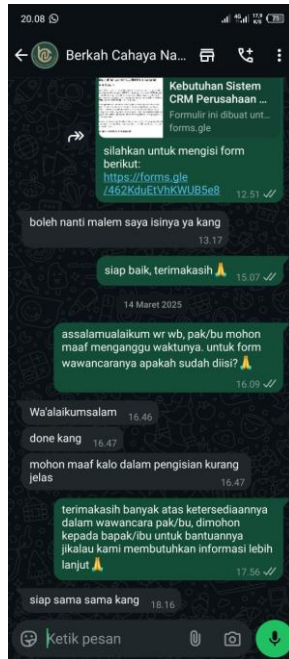 20.08
Berkah Cahaya Na...
Kebutuhan Sistem
CRM Perusahaan ...
Formulir ini dibuat unt...
forms.gle
silahkan untuk mengisi form
berikut:
https://forms.gle
/462KduEtVhKWUB5e8 12.51
boleh nanti malem saya isinya ya kang
13.17
siap baik, terimakasih🙏 15.07
14 Maret 2025
assalamualaikum wr wb, pak/bu mohon
maaf menganggu waktunya. untuk form
wawancaranya apakah sudah diisi?🙏
16.09
Wa'alaikumsalam 16.46
done kang 16.47
mohon maaf kalo dalam pengisian kurang
jelas
16.47
terimakasih banyak atas ketersediaannya
dalam wawancara pak/bu, dimohon
kepada bapak/ibu untuk bantuannya
jikalau kami membutuhkan informasi lebih
lanjut🙏
17.56
siap sama sama kang 18.16
Ketik pesan